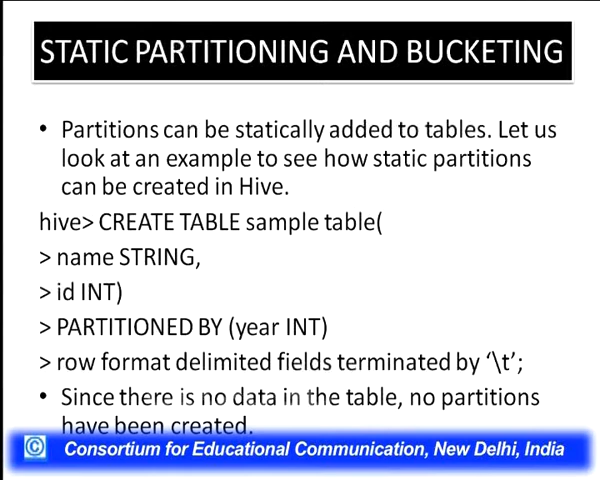 STATIC PARTITIONING AND BUCKETING
• Partitions can be statically added to tables. Let us
look at an example to see how static partitions
can be created in Hive.
hive> CREATE TABLE sample table(
> name STRING,
> id INT)
> PARTITIONED BY (year INT)
> row format delimited fields terminated by ‘\t’;
• Since there is no data in the table, no partitions
have been created.
© Consortium for Educational Communication, New Delhi, India